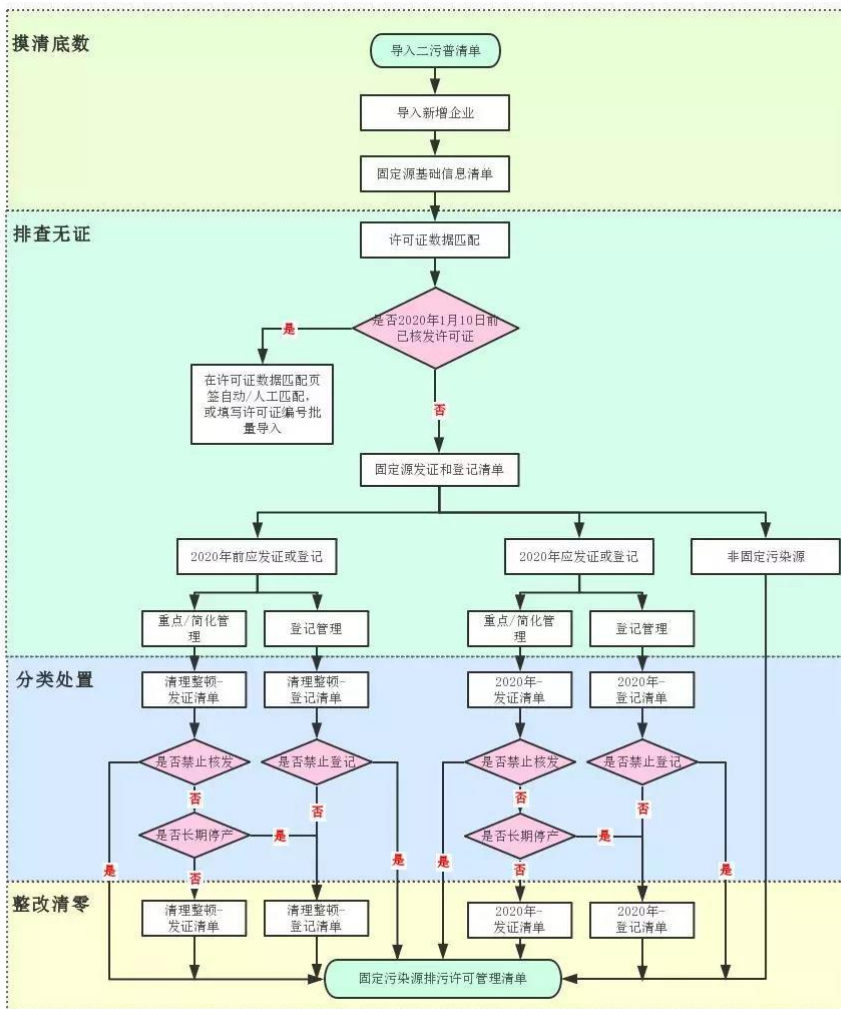 摸清底数
导入二污普清单
导入新增企业
固定源基础信息清单
排查无证
许可证数据匹配
是否2020年1月10日前
已核发许可证
是
在许可证数据匹配页
签自动/人工匹配，
或填写许可证编号批
量导入
否
固定源发证和登记清单
2020年前应发证或登记
2020年应发证或登记
非固定污染源
重点/简化管
理
登记管理
重点/简化管
理
登记管理
分类处置
清理整顿-
发证清单
清理整顿-
登记清单
2020年-
发证清单
2020年-
登记清单
是否禁止核发
是否禁止登记
是否禁止核发
是否禁止登记
否
否
否
否
是否长期停产
是
是否长期停产
是
是
否
是
是
否
是
整改清零
清理整顿-
发证清单
清理整顿-
登记清单
2020年-
发证清单
2020年-
登记清单
固定污染源排污许可管理清单